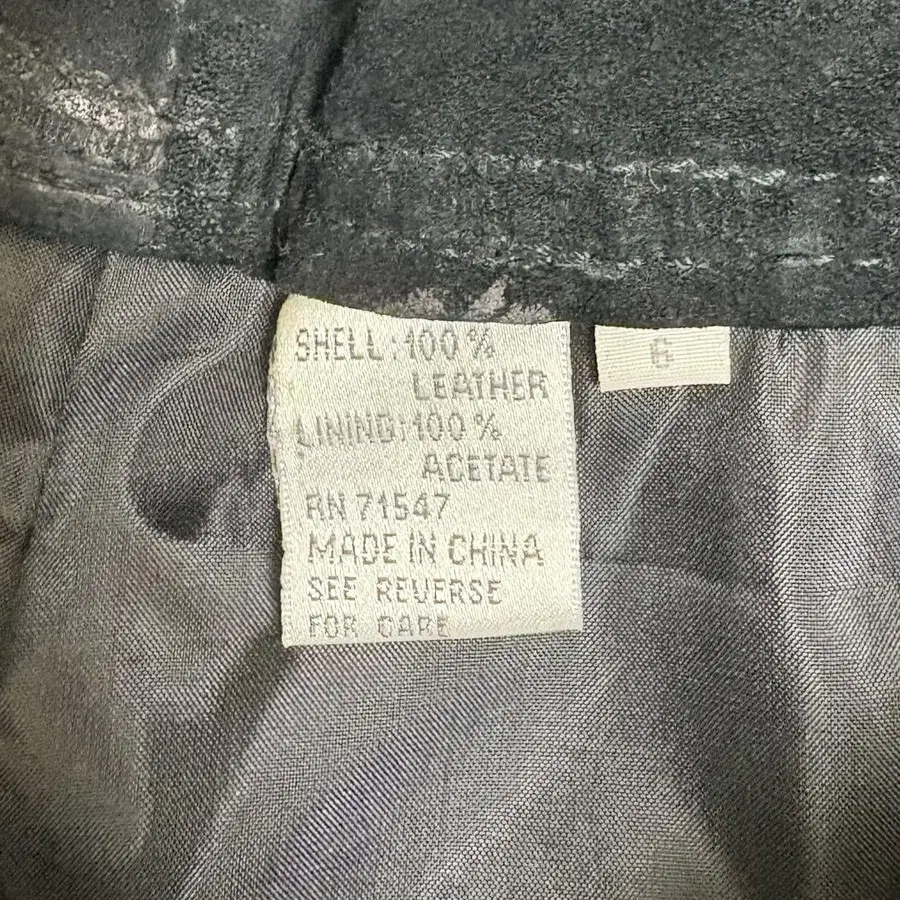 SHELL:100%
LEATHER
LINING:100%
ACETATE
RN 71547
MADE IN CHINA
SEE REVERSE
FOR CARE
6